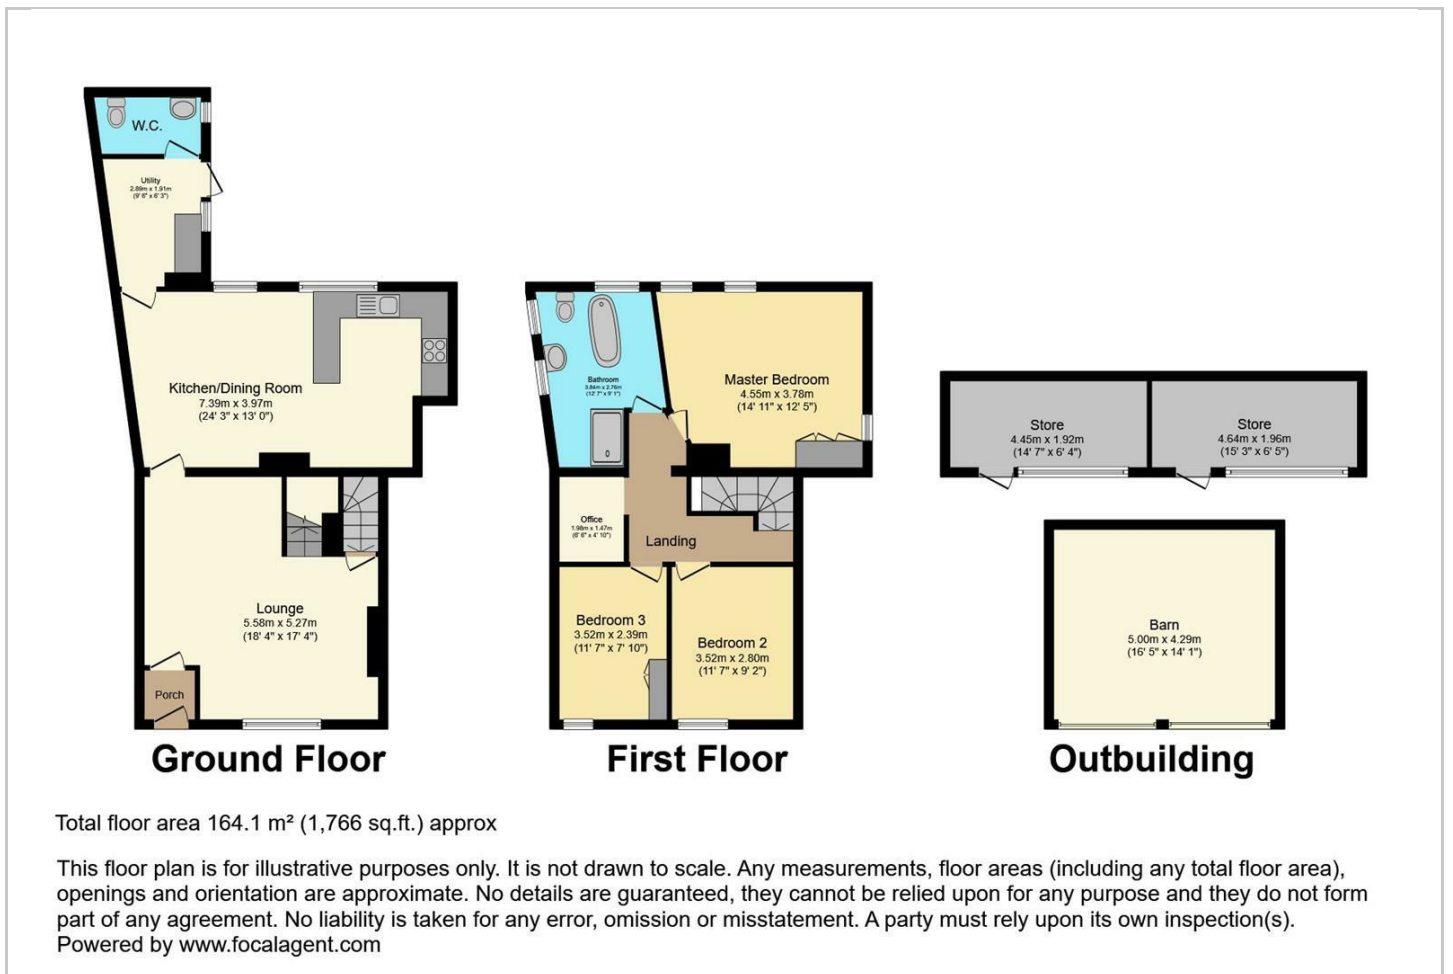 W.C.
Utility
2.89m x 1.91m
(9' 6" x 6' 3")
Kitchen/Dining Room
7.39m x 3.97m
(24' 3" x 13' 0")
Lounge
5.58m x 5.27m
(18' 4" x 17' 4")
Porch
Ground Floor
Bathroom
3.84m x 2.76m
(12' 7" x 9' 1")
Master Bedroom
4.55m x 3.78m
(14' 11" x 12' 5")
Office
1.98m x 1.47m
(6' 6" x 4' 10")
Landing
Bedroom 3
3.52m x 2.39m
(11' 7" x 7' 10")
Bedroom 2
3.52m x 2.80m
(11' 7" x 9' 2")
First Floor
Store
4.45m x 1.92m
(14' 7" x 6' 4")
Store
4.64m x 1.96m
(15' 3" x 6' 5")
Barn
5.00m x 4.29m
(16' 5" x 14' 1")
Outbuilding
Total floor area 164.1 m² (1,766 sq.ft.) approx
This floor plan is for illustrative purposes only. It is not drawn to scale. Any measurements, floor areas (including any total floor area),
openings and orientation are approximate. No details are guaranteed, they cannot be relied upon for any purpose and they do not form
part of any agreement. No liability is taken for any error, omission or misstatement. A party must rely upon its own inspection(s).
Powered by www.focalagent.com